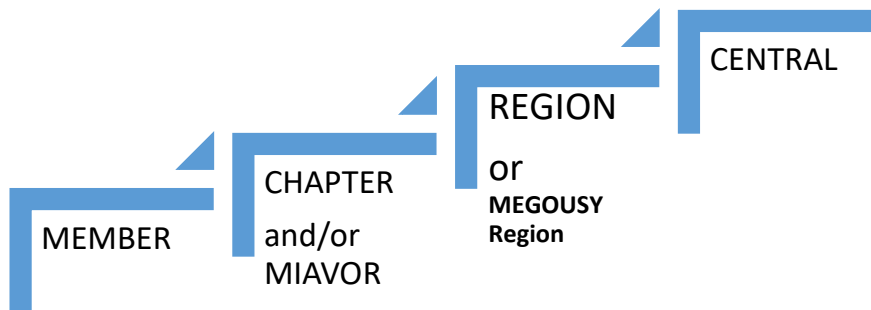 MEMBER
CHAPTER
and/or
MIAVOR
REGION
or
MEGOUSY
Region
CENTRAL